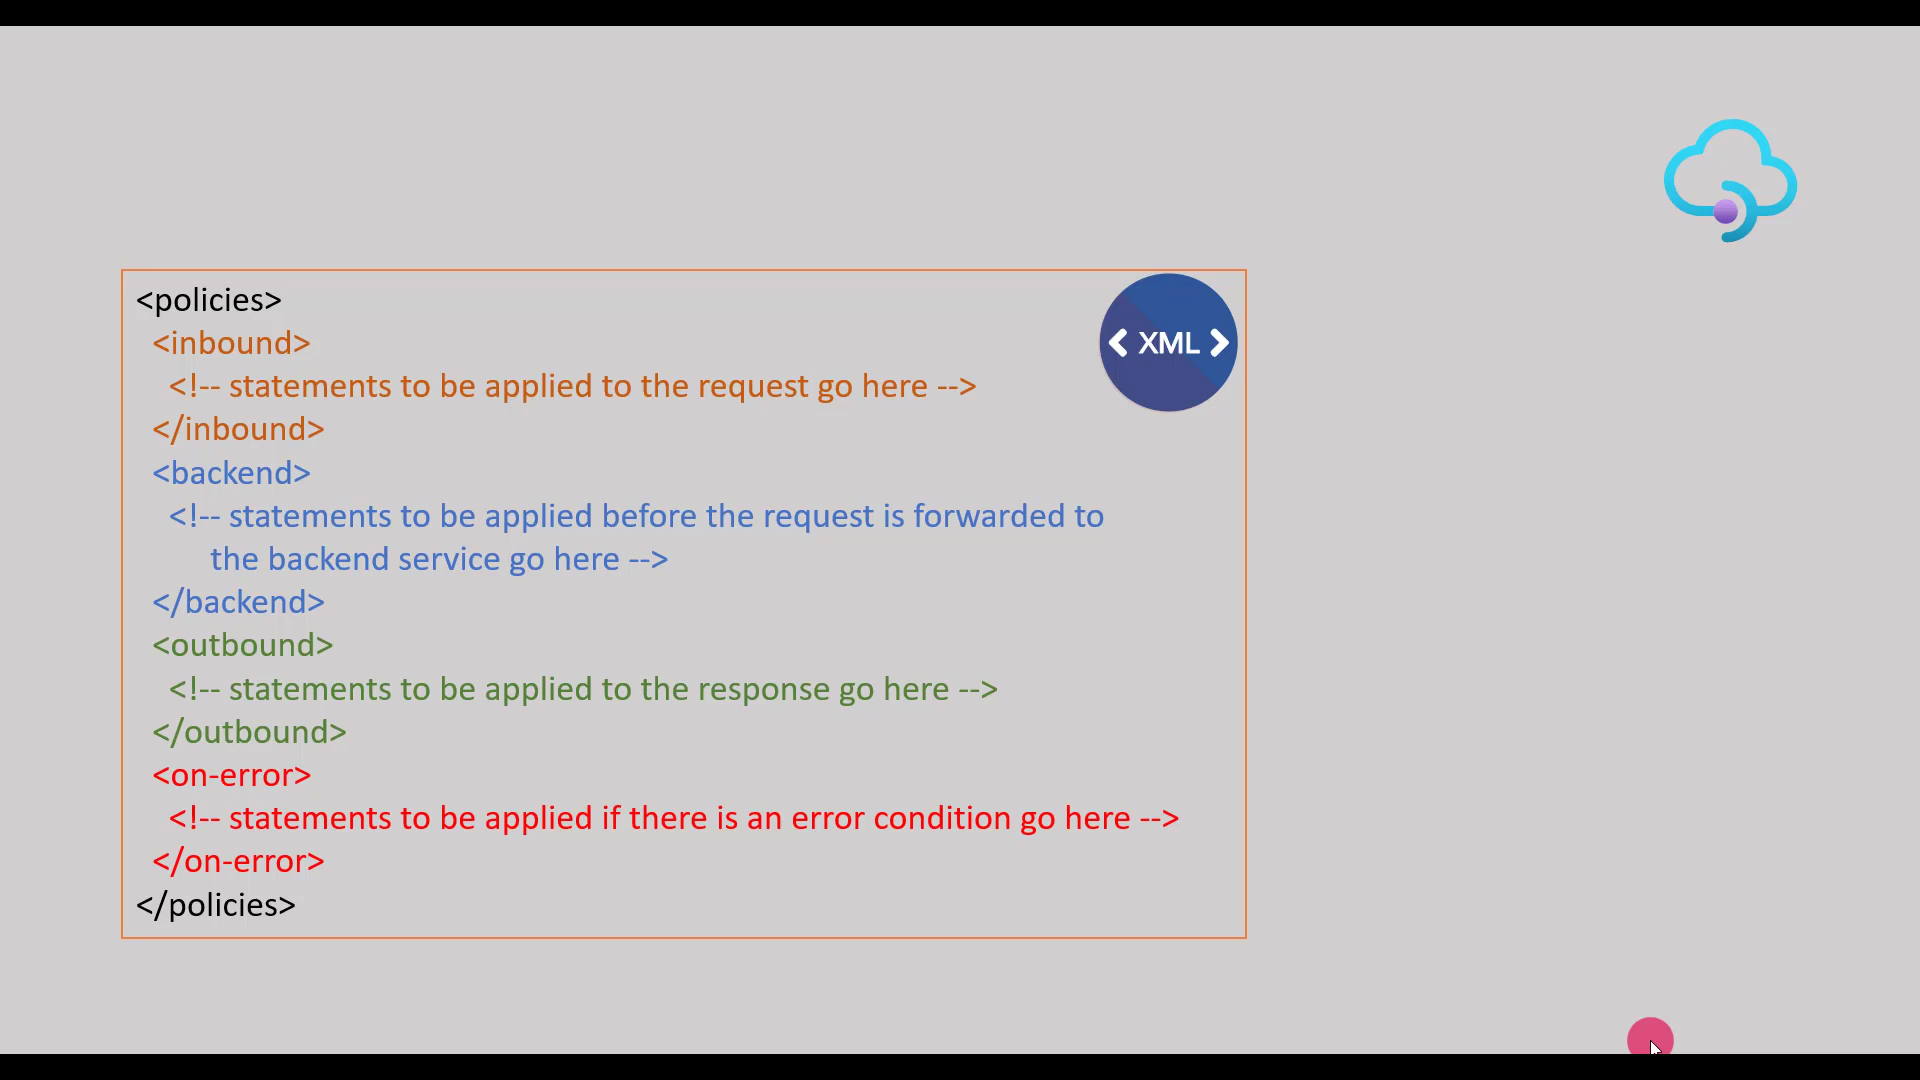 <policies>
<inbound>
<!-- statements to be applied to the request go here -->
</inbound>
<backend>
<!-- statements to be applied before the request is forwarded to
the backend service go here -->
</backend>
<outbound>
<!-- statements to be applied to the response go here -->
</outbound>
<on-error>
<!-- statements to be applied if there is an error condition go here -->
</on-error>
</policies>
< XML >